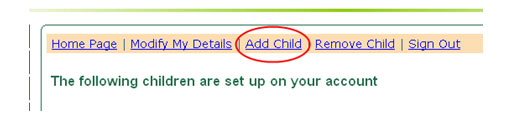 Home Page | Modify My Details | Add Child | Remove Child | Sign Out
The following children are set up on your account